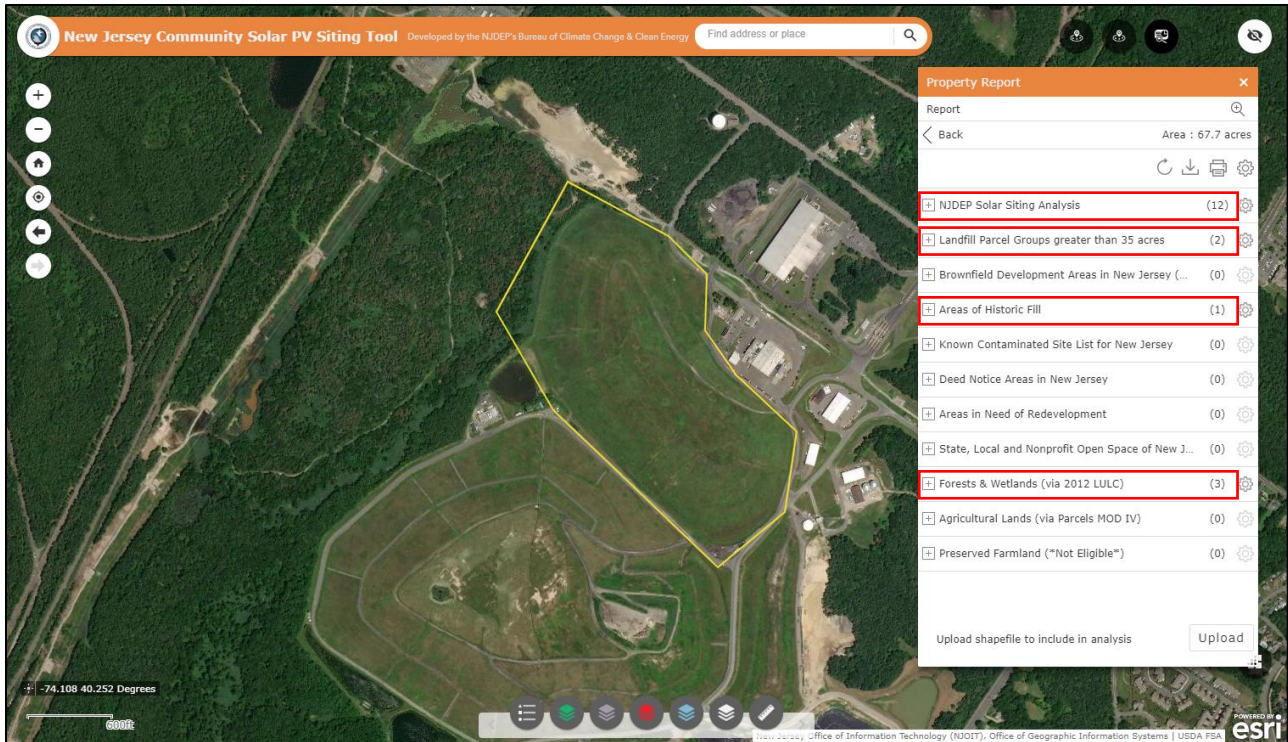 New Jersey Community Solar PV Siting Tool Developed by the NJDEP's Bureau of Climate Change & Clean Energy
Find address or place
Property Report
Report
Back Area : 67.7 acres
NJDEP Solar Siting Analysis (12)
Landfill Parcel Groups greater than 35 acres (2)
Brownfield Development Areas in New Jersey (... (0)
Areas of Historic Fill (1)
Known Contaminated Site List for New Jersey (0)
Deed Notice Areas in New Jersey (0)
Areas in Need of Redevelopment (0)
State, Local and Nonprofit Open Space of New J... (0)
Forests & Wetlands (via 2012 LULC) (3)
Agricultural Lands (via Parcels MOD IV) (0)
Preserved Farmland (*Not Eligible*) (0)
Upload shapefile to include in analysis Upload
-74.108 40.252 Degrees
600ft
New Jersey Office of Information Technology (NJOIT), Office of Geographic Information Systems | USDA FSA
POWERED BY
esri